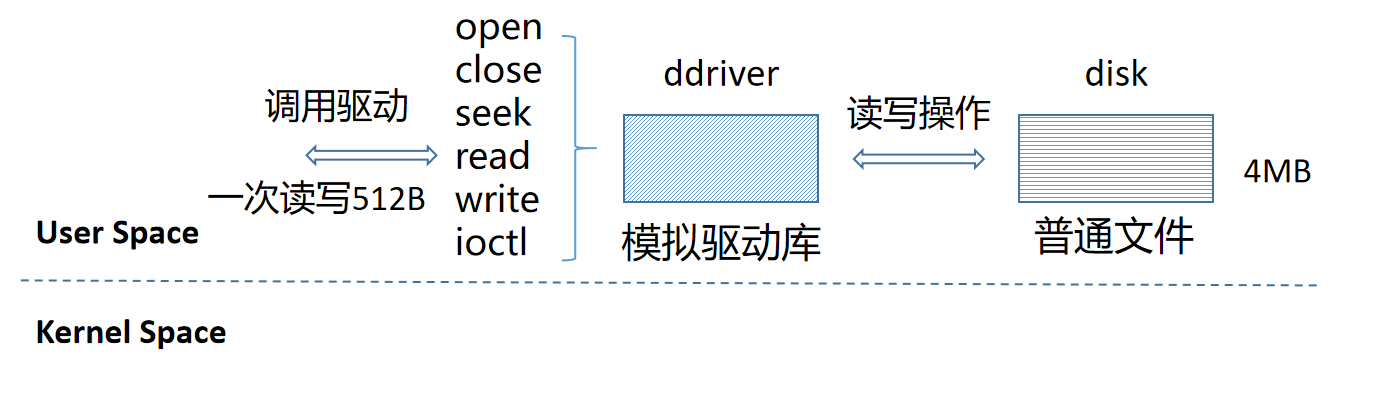 open
close
seek
read
write
ioctl
调用驱动
一次读写512B
ddriver
模拟驱动库
读写操作
disk
4MB
普通文件
User Space
Kernel Space